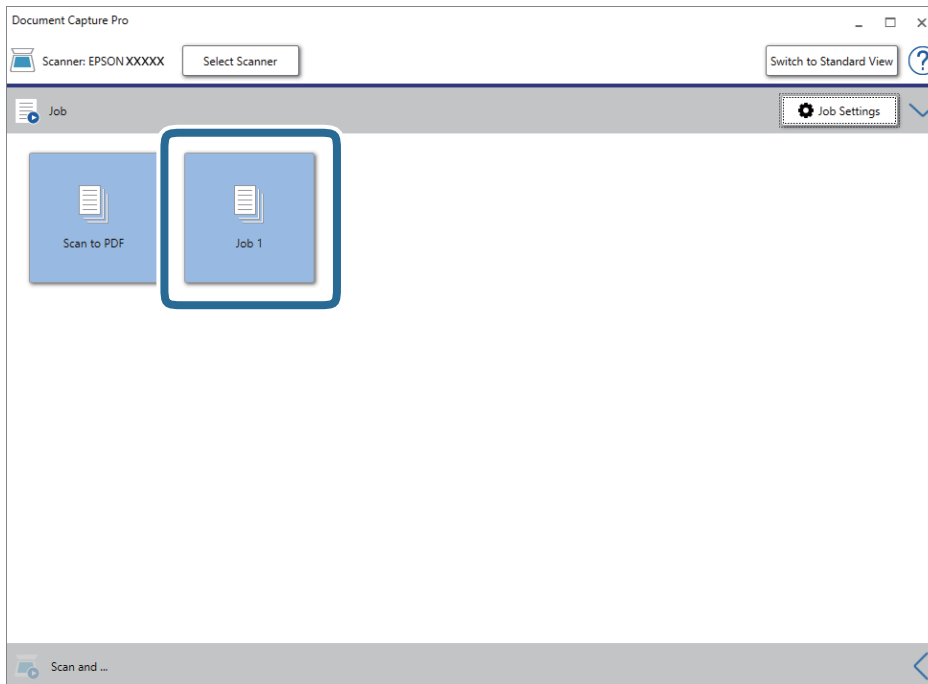 Document Capture Pro
Scanner: EPSON XXXXX Select Scanner Switch to Standard View ?
Job Job Settings
Scan to PDF Job 1
Scan and ...